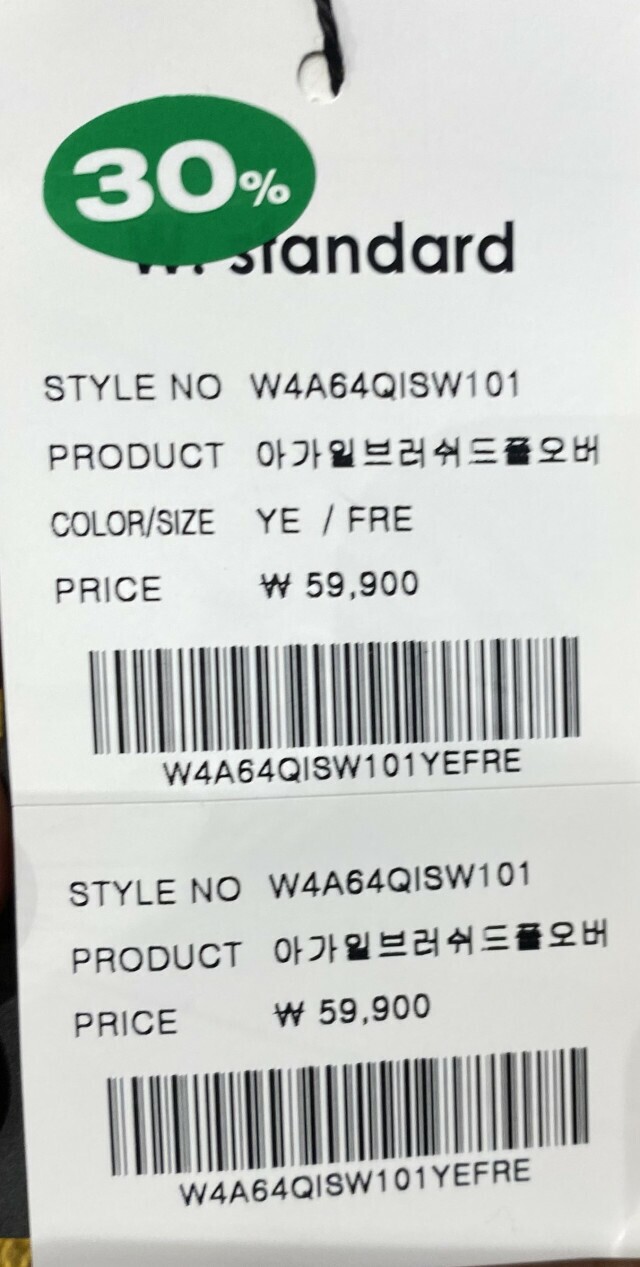 30%
standard
STYLE NO W4A64QISW101
PRODUCT 아가일브러쉬드풀오버
COLOR/SIZE YE / FRE
PRICE ₩ 59,900
W4A64QISW101YEFRE
STYLE NO W4A64QISW101
PRODUCT 아가일브러쉬드풀오버
PRICE ₩ 59,900
W4A64QISW101YEFRE